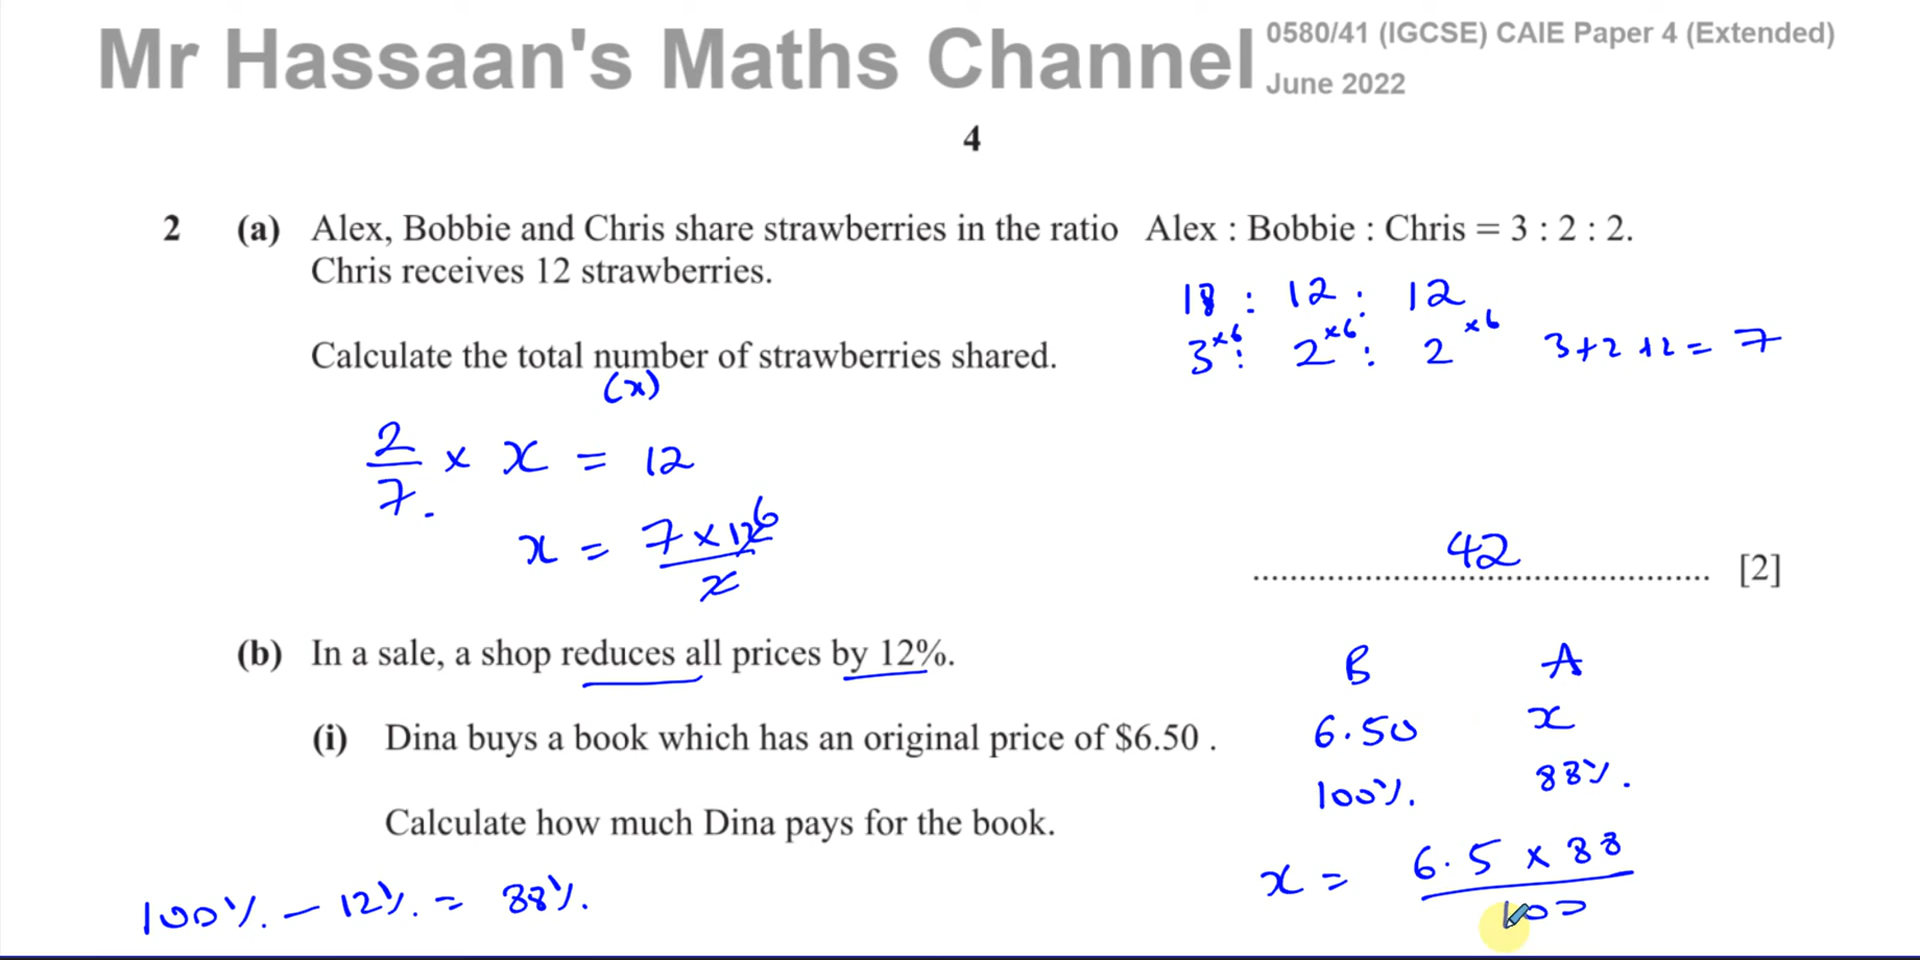 Mr Hassaan's Maths Channel
0580/41 (IGCSE) CAIE Paper 4 (Extended)
June 2022
4
2 (a) Alex, Bobbie and Chris share strawberries in the ratio Alex : Bobbie : Chris = 3 : 2 : 2.
Chris receives 12 strawberries.
18 : 12 : 12
3×6 : 2×6 : 2×6 3+2+2 = 7
Calculate the total number of strawberries shared.
(x)
2/7 × x = 12
x = 7 × 12 6 / 2
42
[2]
(b) In a sale, a shop reduces all prices by 12%.
B A
(i) Dina buys a book which has an original price of $6.50 .
6.50 x
100% 88%.
Calculate how much Dina pays for the book.
x = 6.5 × 88 / 100
100% - 12% = 88%.